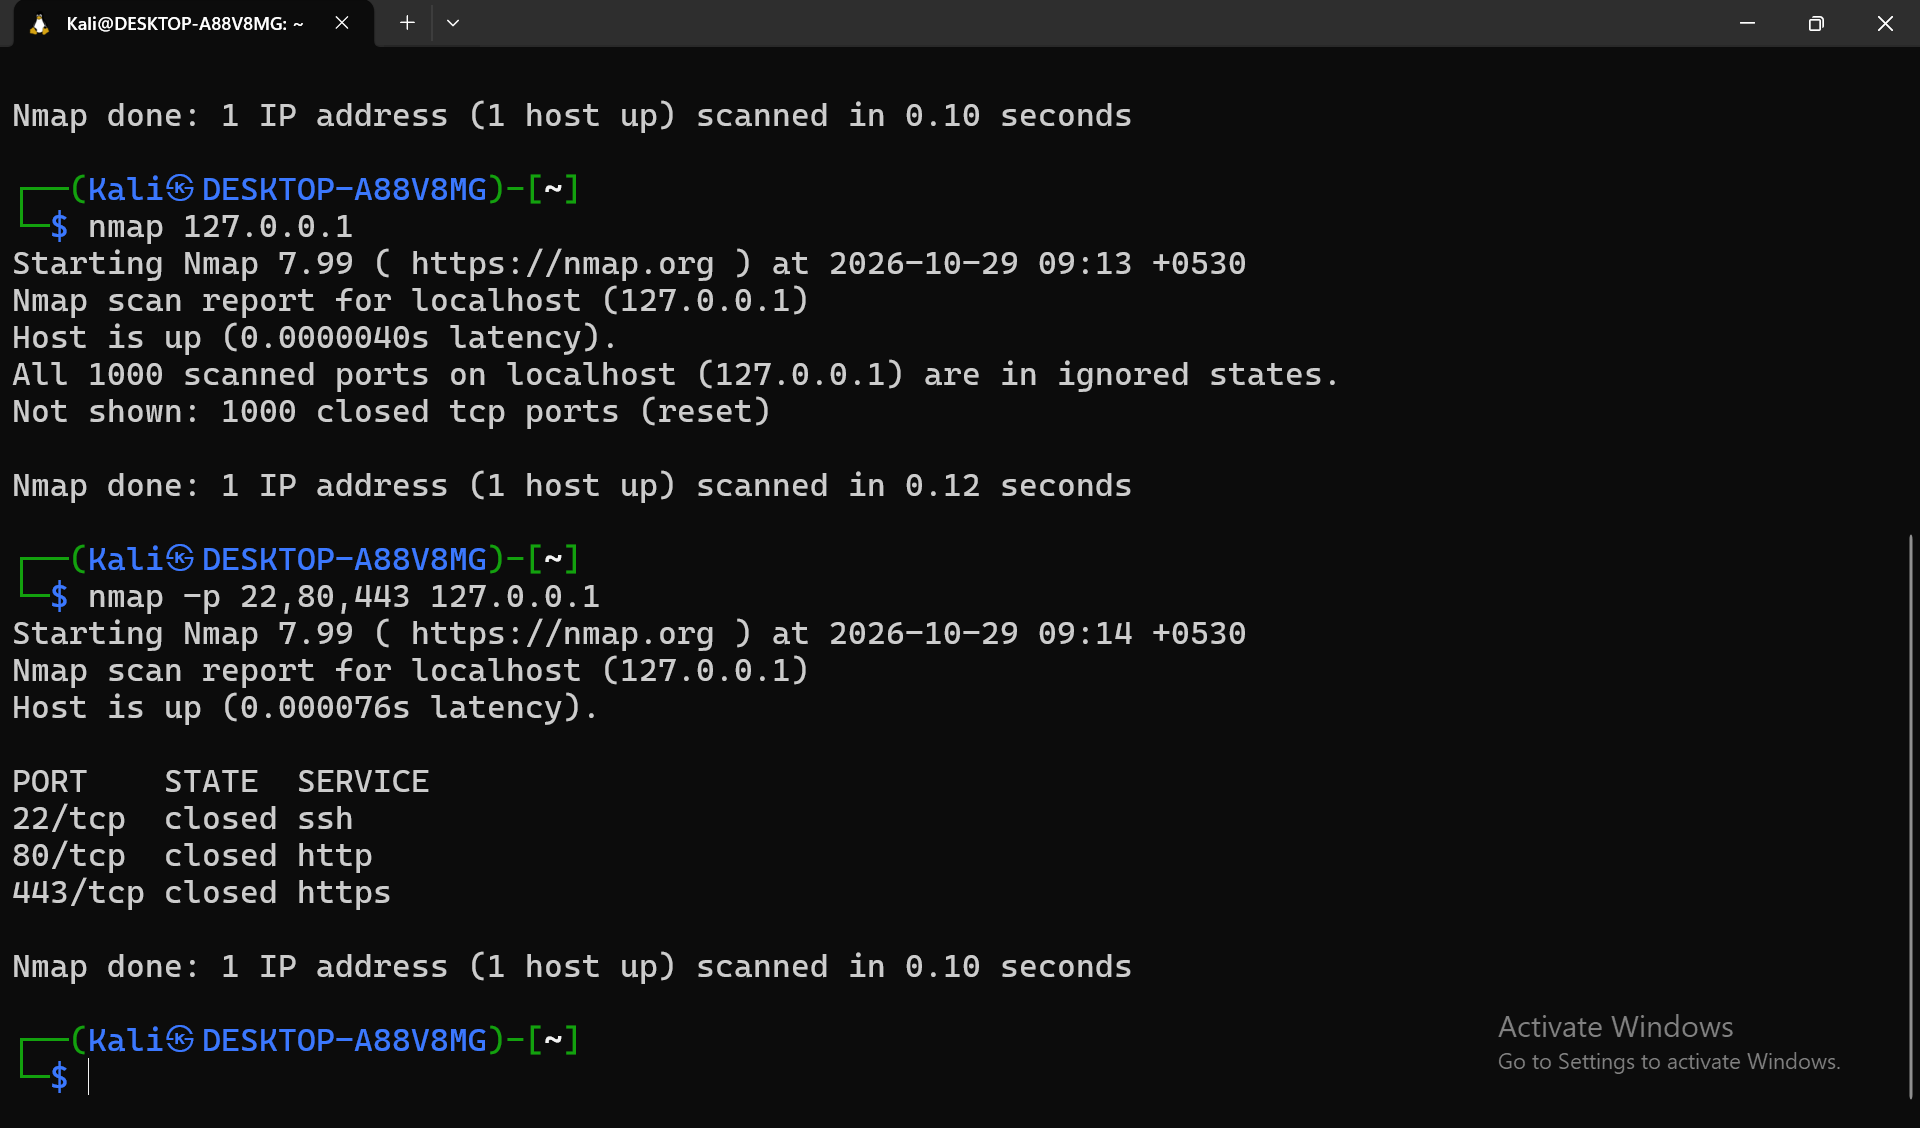 Kali@DESKTOP-A88V8MG: ~
Nmap done: 1 IP address (1 host up) scanned in 0.10 seconds
┌──(Kali㉿DESKTOP-A88V8MG)-[~]
└─$ nmap 127.0.0.1
Starting Nmap 7.99 ( https://nmap.org ) at 2026-10-29 09:13 +0530
Nmap scan report for localhost (127.0.0.1)
Host is up (0.0000040s latency).
All 1000 scanned ports on localhost (127.0.0.1) are in ignored states.
Not shown: 1000 closed tcp ports (reset)
Nmap done: 1 IP address (1 host up) scanned in 0.12 seconds
┌──(Kali㉿DESKTOP-A88V8MG)-[~]
└─$ nmap -p 22,80,443 127.0.0.1
Starting Nmap 7.99 ( https://nmap.org ) at 2026-10-29 09:14 +0530
Nmap scan report for localhost (127.0.0.1)
Host is up (0.000076s latency).
PORT    STATE  SERVICE
22/tcp  closed ssh
80/tcp  closed http
443/tcp closed https
Nmap done: 1 IP address (1 host up) scanned in 0.10 seconds
┌──(Kali㉿DESKTOP-A88V8MG)-[~]
└─$
Activate Windows
Go to Settings to activate Windows.